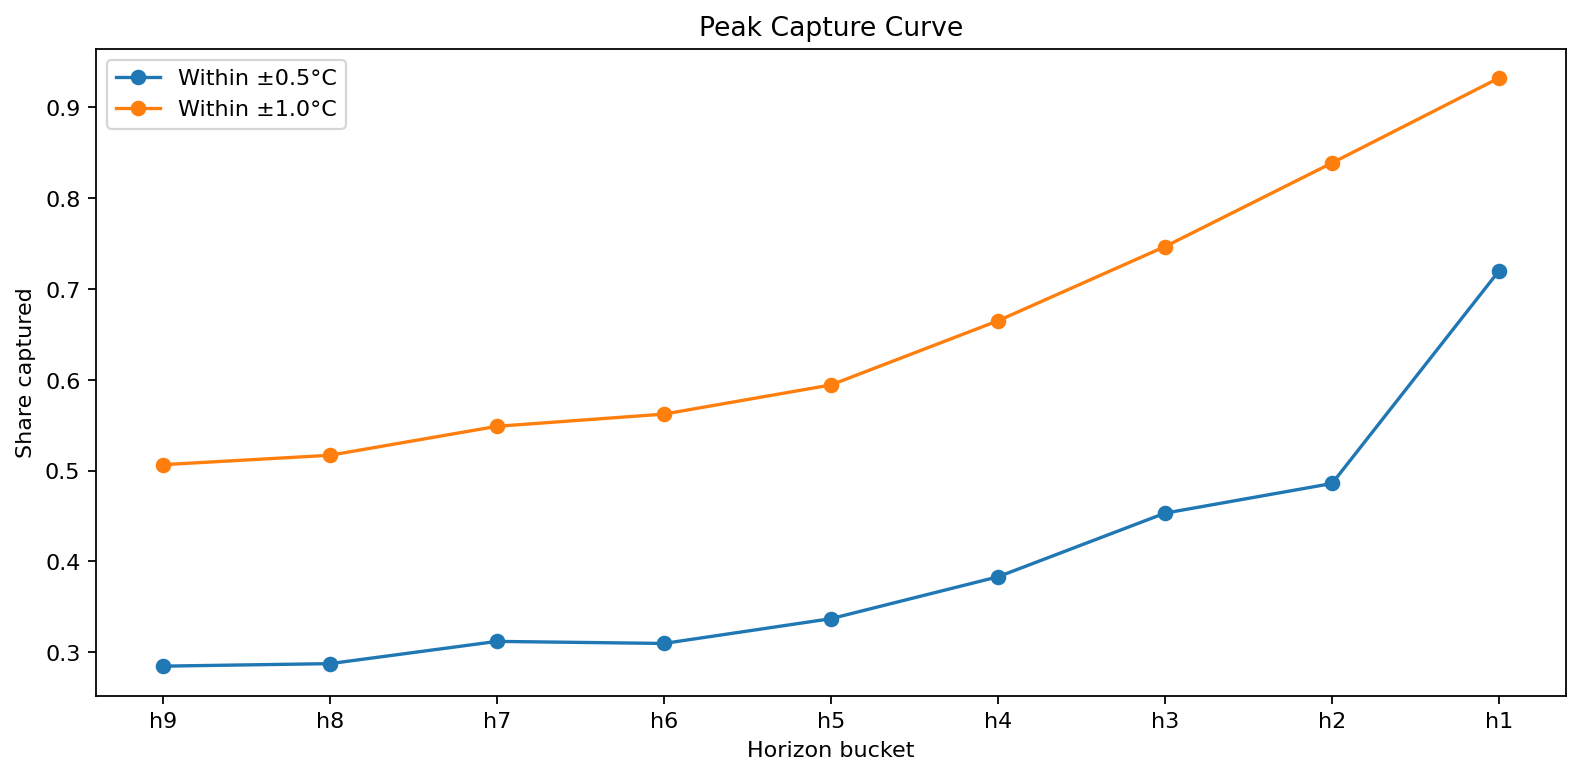 Peak Capture Curve
Within ±0.5°C
Within ±1.0°C
Share captured
0.9
0.8
0.7
0.6
0.5
0.4
0.3
h9 h8 h7 h6 h5 h4 h3 h2 h1
Horizon bucket